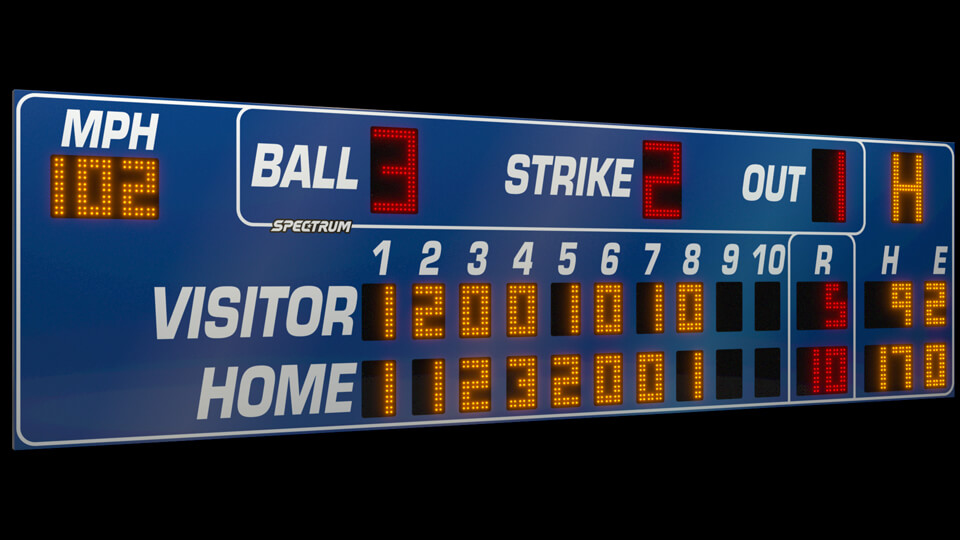 MPH
102
BALL 3 STRIKE 2 OUT 1 H
SPECTRUM
1 2 3 4 5 6 7 8 9 10 R H E
VISITOR 1 2 0 0 1 0 1 0 5 9 2
HOME 1 1 2 3 2 0 0 1 10 17 0